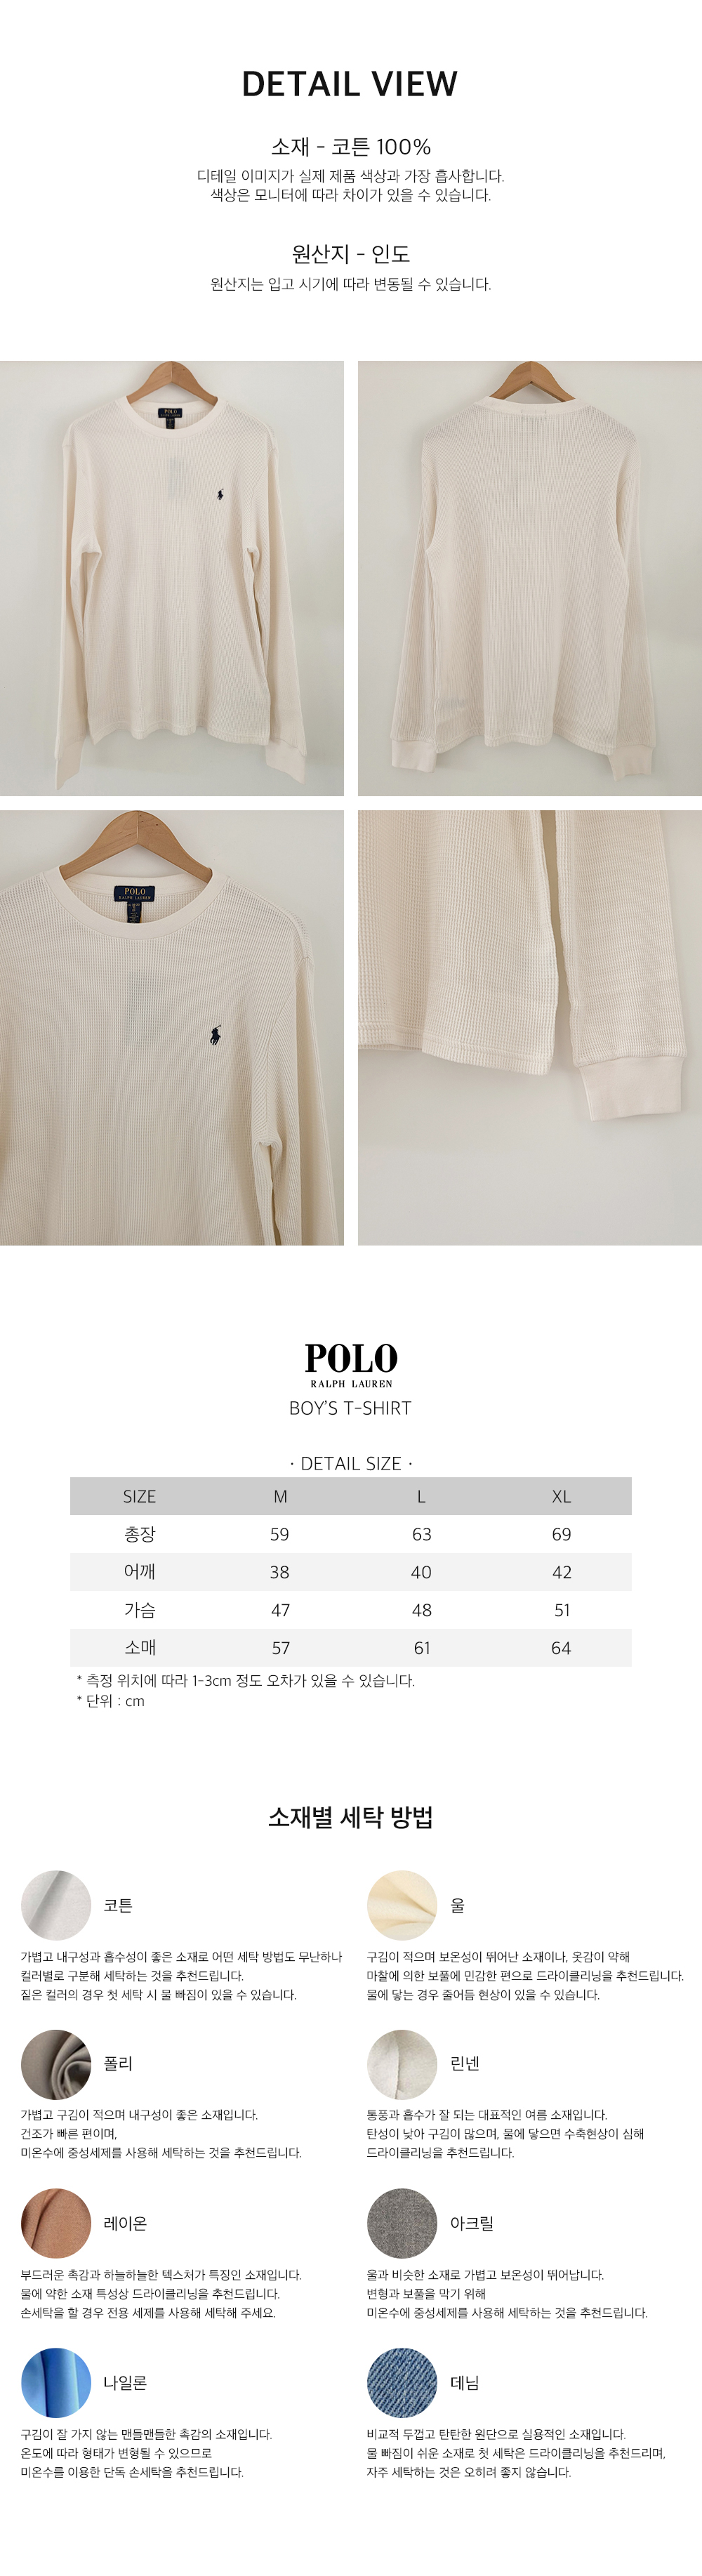 DETAIL VIEW
소재 - 코튼 100%
디테일 이미지가 실제 제품 색상과 가장 흡사합니다.
색상은 모니터에 따라 차이가 있을 수 있습니다.
원산지 - 인도
원산지는 입고 시기에 따라 변동될 수 있습니다.
POLO
RALPH LAUREN
POLO
RALPH LAUREN
POLO
RALPH LAUREN
BOY'S T-SHIRT
· DETAIL SIZE ·
SIZE M L XL
총장 59 63 69
어깨 38 40 42
가슴 47 48 51
소매 57 61 64
* 측정 위치에 따라 1-3cm 정도 오차가 있을 수 있습니다.
* 단위 : cm
소재별 세탁 방법
코튼
가볍고 내구성과 흡수성이 좋은 소재로 어떤 세탁 방법도 무난하나
컬러별로 구분해 세탁하는 것을 추천드립니다.
짙은 컬러의 경우 첫 세탁 시 물 빠짐이 있을 수 있습니다.
울
구김이 적으며 보온성이 뛰어난 소재이나, 옷감이 약해
마찰에 의한 보풀에 민감한 편으로 드라이클리닝을 추천드립니다.
물에 닿는 경우 줄어듬 현상이 있을 수 있습니다.
폴리
가볍고 구김이 적으며 내구성이 좋은 소재입니다.
건조가 빠른 편이며,
미온수에 중성세제를 사용해 세탁하는 것을 추천드립니다.
린넨
통풍과 흡수가 잘 되는 대표적인 여름 소재입니다.
탄성이 낮아 구김이 많으며, 물에 닿으면 수축현상이 심해
드라이클리닝을 추천드립니다.
레이온
부드러운 촉감과 하늘하늘한 텍스처가 특징인 소재입니다.
물에 약한 소재 특성상 드라이클리닝을 추천드립니다.
손세탁을 할 경우 전용 세제를 사용해 세탁해 주세요.
아크릴
울과 비슷한 소재로 가볍고 보온성이 뛰어납니다.
변형과 보풀을 막기 위해
미온수에 중성세제를 사용해 세탁하는 것을 추천드립니다.
나일론
구김이 잘 가지 않는 맨들맨들한 촉감의 소재입니다.
온도에 따라 형태가 변형될 수 있으므로
미온수를 이용한 단독 손세탁을 추천드립니다.
데님
비교적 두껍고 탄탄한 원단으로 실용적인 소재입니다.
물 빠짐이 쉬운 소재로 첫 세탁은 드라이클리닝을 추천드리며,
자주 세탁하는 것은 오히려 좋지 않습니다.